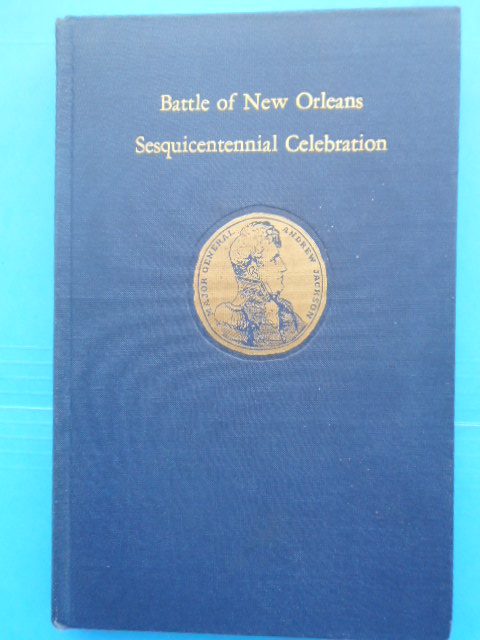 Battle of New Orleans
Sesquicentennial Celebration
MAJOR GENERAL ANDREW JACKSON